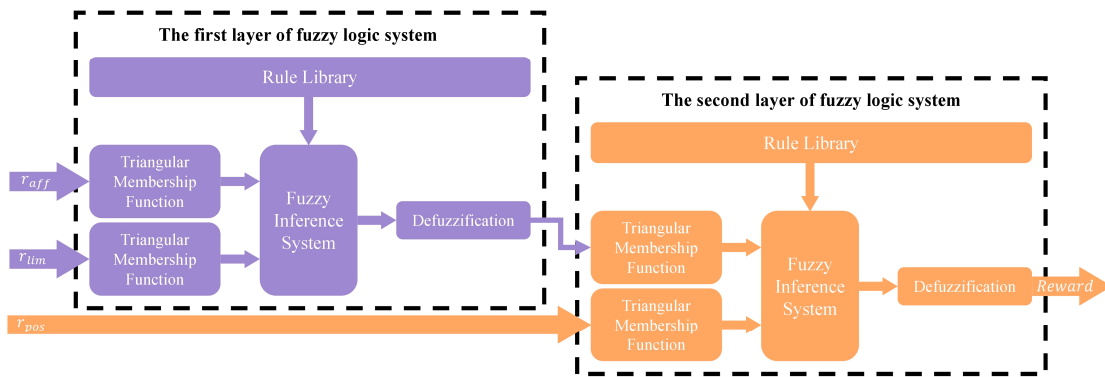 The first layer of fuzzy logic system
Rule Library
r_aff
Triangular
Membership
Function
r_lim
Triangular
Membership
Function
Fuzzy
Inference
System
Defuzzification
r_pos
The second layer of fuzzy logic system
Rule Library
Triangular
Membership
Function
Triangular
Membership
Function
Fuzzy
Inference
System
Defuzzification
Reward